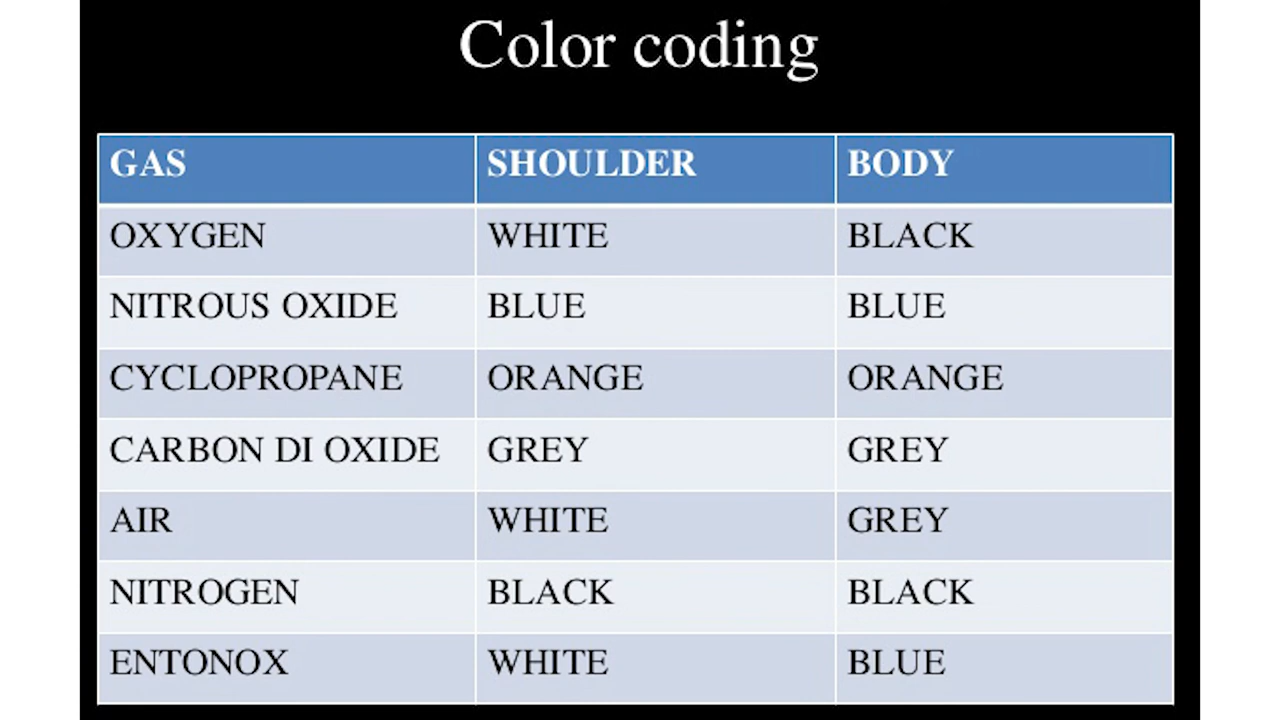 Color coding
GAS SHOULDER BODY
OXYGEN WHITE BLACK
NITROUS OXIDE BLUE BLUE
CYCLOPROPANE ORANGE ORANGE
CARBON DI OXIDE GREY GREY
AIR WHITE GREY
NITROGEN BLACK BLACK
ENTONOX WHITE BLUE